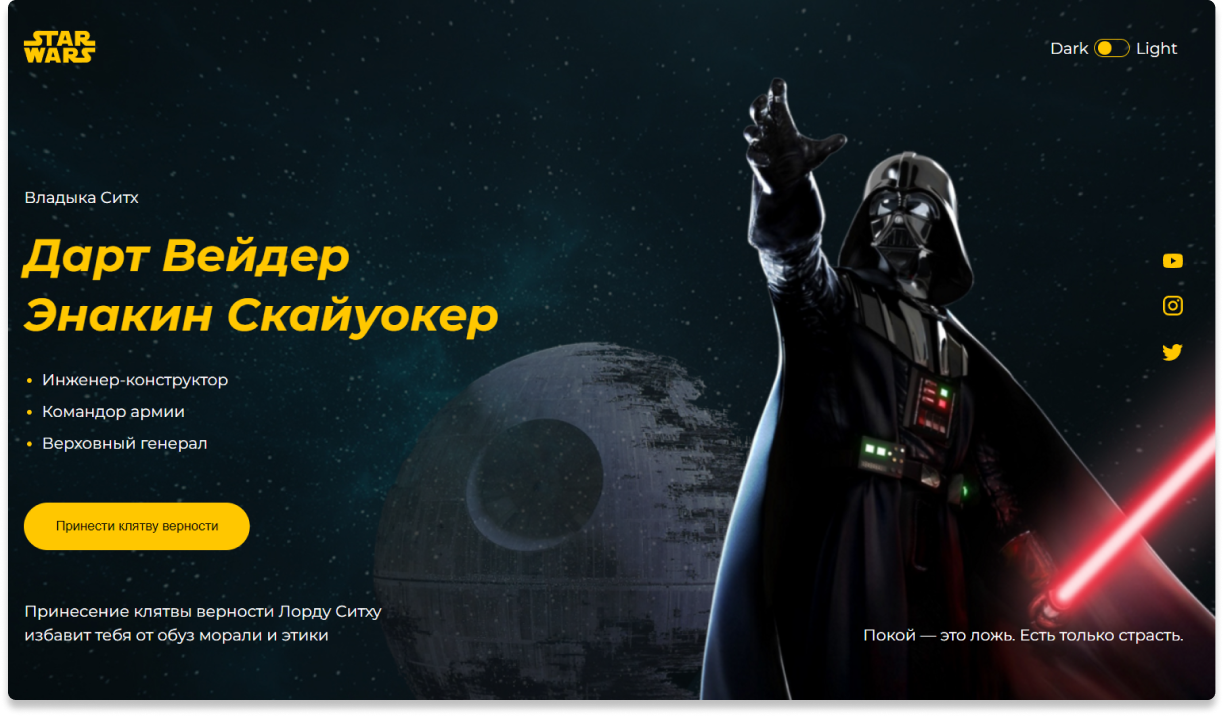 STAR
WARS
Dark Light
Владыка Ситх
Дарт Вейдер
Энакин Скайуокер
Инженер-конструктор
Командор армии
Верховный генерал
Принести клятву верности
Принесение клятвы верности Лорду Ситху
избавит тебя от обуз морали и этики
Покой — это ложь. Есть только страсть.